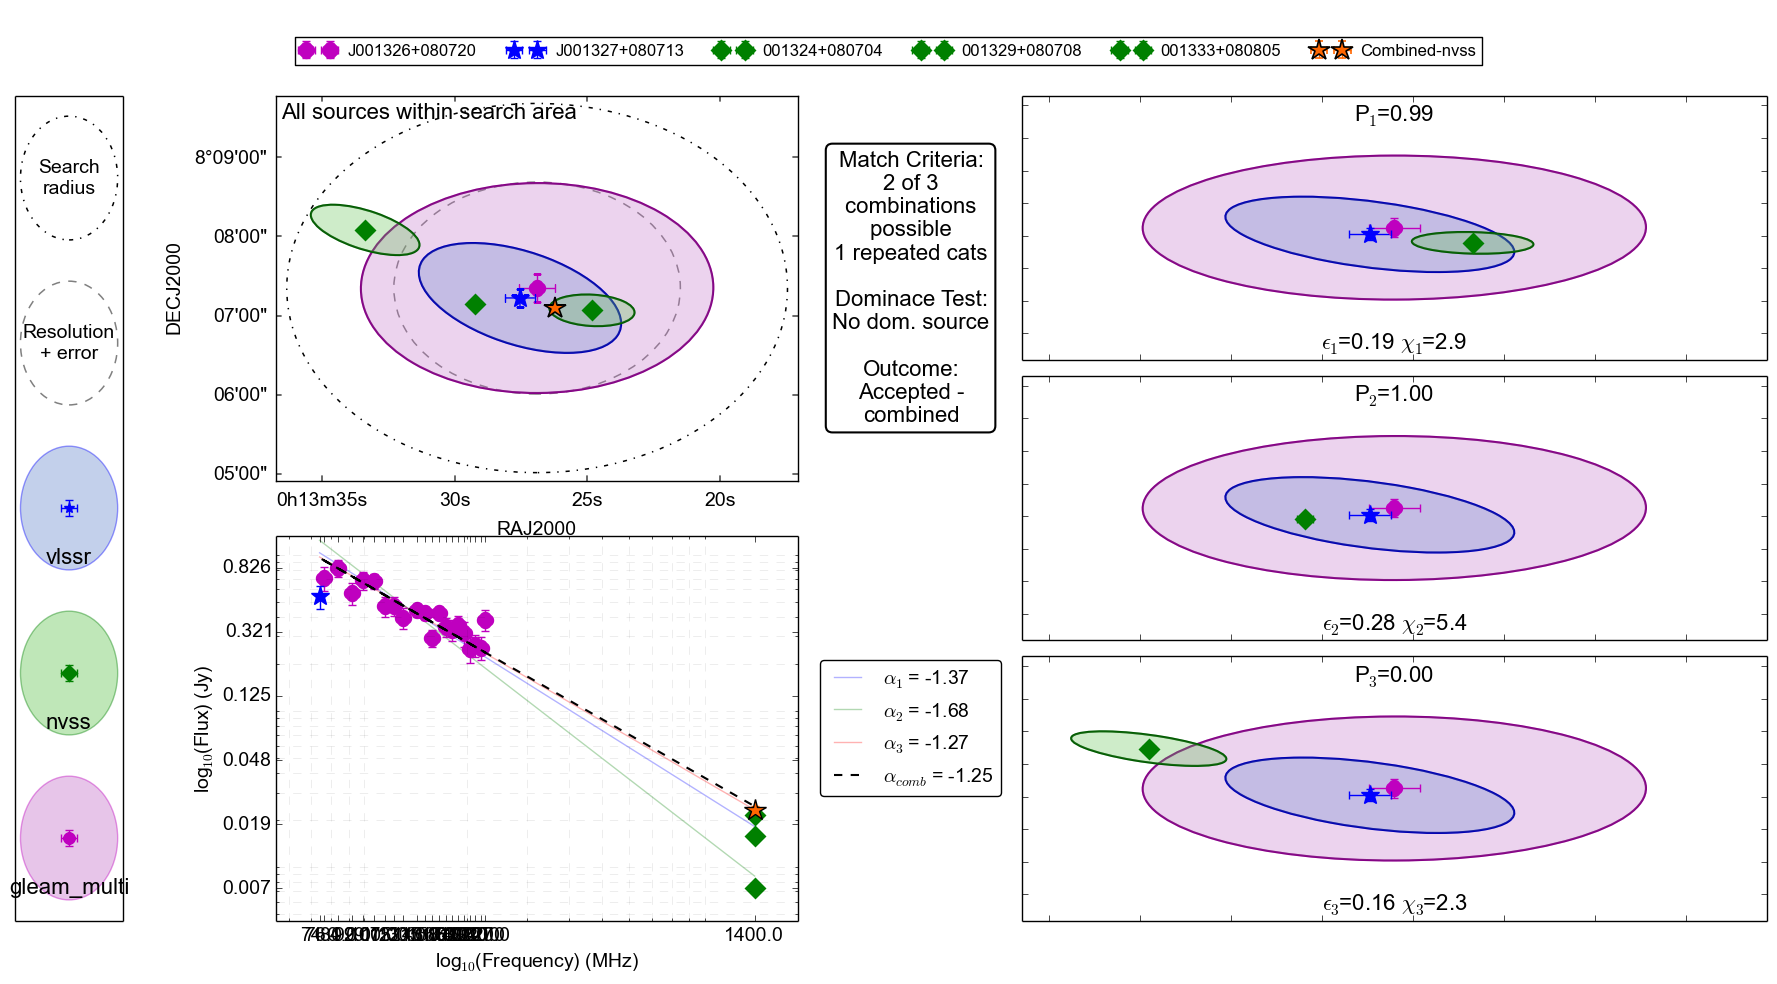 J001326+080720 J001327+080713 001324+080704 001329+080708 001333+080805 Combined-nvss
Search
radius
Resolution
+ error
vlssr
nvss
gleam_multi
All sources within search area
DECJ2000
8°09'00"
08'00"
07'00"
06'00"
05'00"
0h13m35s 30s 25s 20s
RAJ2000
log₁₀(Flux) (Jy)
0.826
0.321
0.125
0.048
0.019
0.007
1400.0
log₁₀(Frequency) (MHz)
Match Criteria:
2 of 3
combinations
possible
1 repeated cats
Dominace Test:
No dom. source
Outcome:
Accepted -
combined
α₁ = -1.37
α₂ = -1.68
α₃ = -1.27
α_comb = -1.25
P₁=0.99
ϵ₁=0.19 χ₁=2.9
P₂=1.00
ϵ₂=0.28 χ₂=5.4
P₃=0.00
ϵ₃=0.16 χ₃=2.3